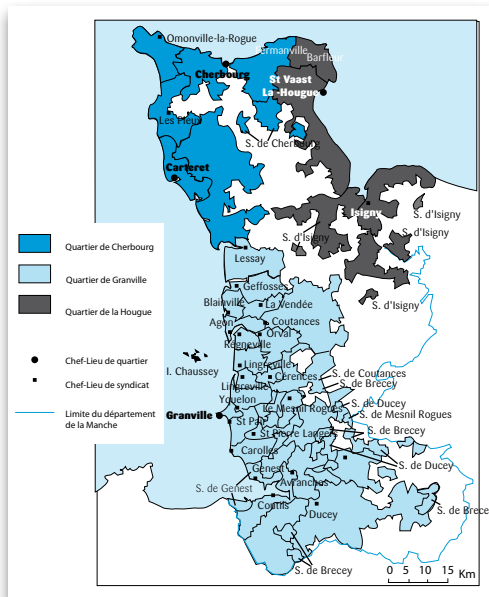 Omonville-la-Rogue
Fermanville
Barfleur
Cherbourg
St Vaast
La-Hougue
Les Pieux
S. de Cherbourg
Carteret
Isigny
S. d'Isigny
S. d'Isigny
S. d'Isigny
S. d'Isigny
Quartier de Cherbourg
Quartier de Granville
Quartier de la Hougue
Chef-Lieu de quartier
Chef-Lieu de syndicat
Limite du département
de la Manche
Lessay
Geffosses
Blainville
La Vendée
Agon
Coutances
Régneville
Orval
I. Chaussey
Lingreville
Lingreville
Cérences
S. de Coutances
S. de Brecey
Yquelon
Le Mesnil Rogues
S. de Ducey
S. de Mesnil Rogues
Granville
St Pair
S. de Brecey
St Pierre Langers
Carolles
S. de Ducey
Genest
Avranches
S. de Genest
Courtils
Ducey
S. de Brece
S. de Brecey
0 5 10 15 Km